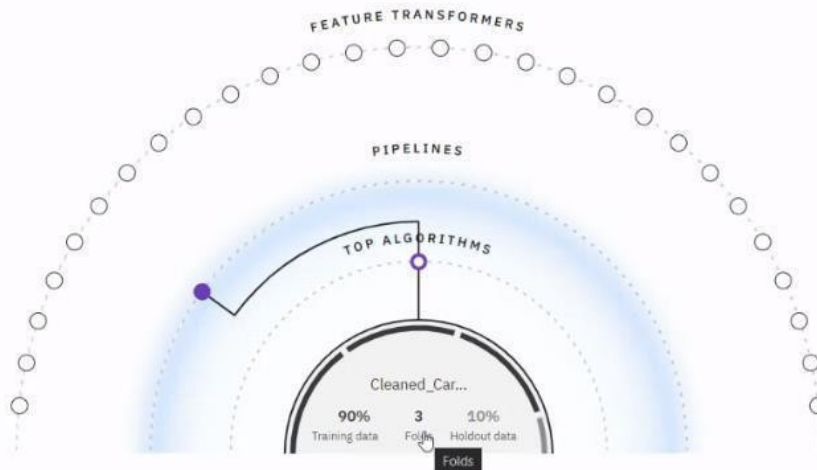 FEATURE TRANSFORMERS
PIPELINES
TOP ALGORITHMS
Cleaned_Car...
90% 3 10%
Training data Folds Holdout data
Folds